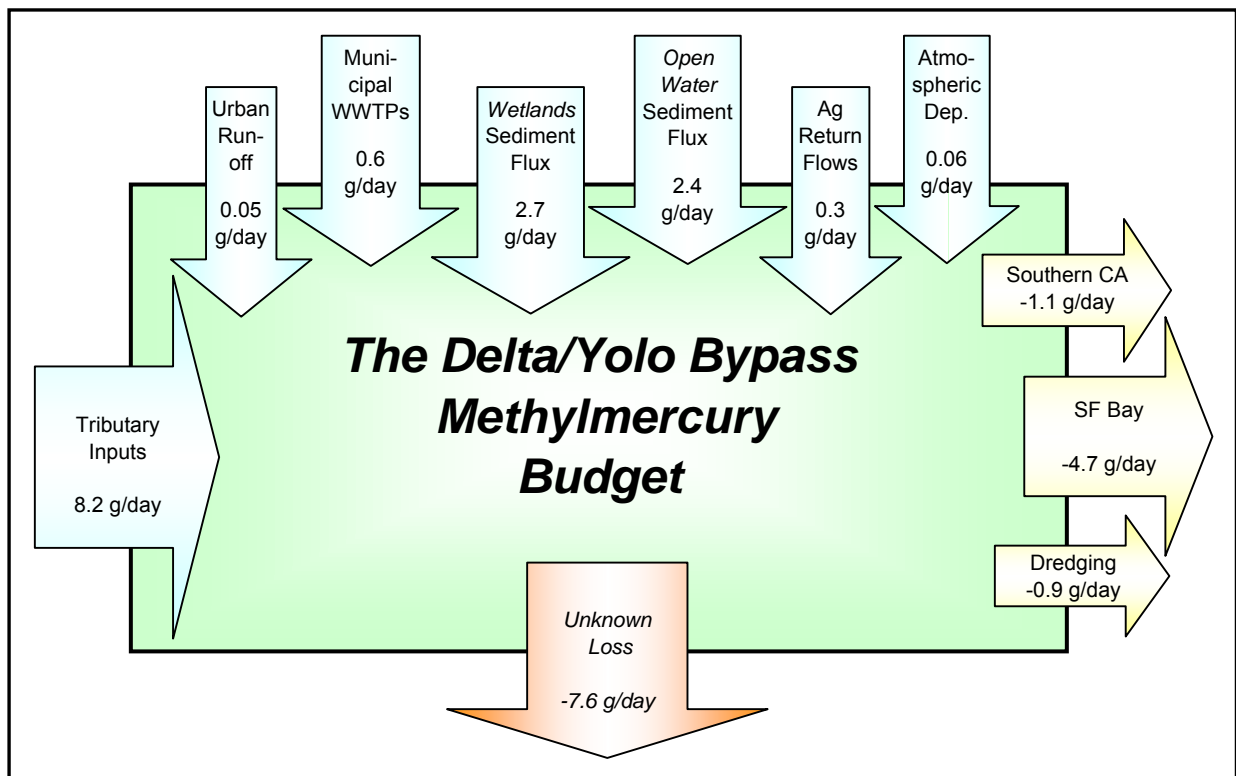 Urban
Run-
off
0.05
g/day
Muni-
cipal
WWTPs
0.6
g/day
Wetlands
Sediment
Flux
2.7
g/day
Open
Water
Sediment
Flux
2.4
g/day
Ag
Return
Flows
0.3
g/day
Atmo-
spheric
Dep.
0.06
g/day
Southern CA
-1.1 g/day
The Delta/Yolo Bypass
Methylmercury
Budget
Tributary
Inputs
8.2 g/day
SF Bay
-4.7 g/day
Dredging
-0.9 g/day
Unknown
Loss
-7.6 g/day